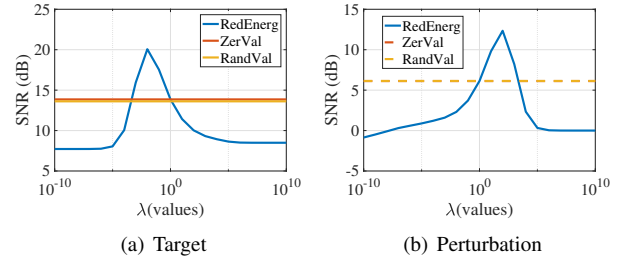 25
20
15
10
5
SNR (dB)
RedEnerg
ZerVal
RandVal
10^-10
10^0
10^10
λ(values)
(a) Target
15
10
5
0
-5
SNR (dB)
RedEnerg
ZerVal
RandVal
10^-10
10^0
10^10
λ(values)
(b) Perturbation